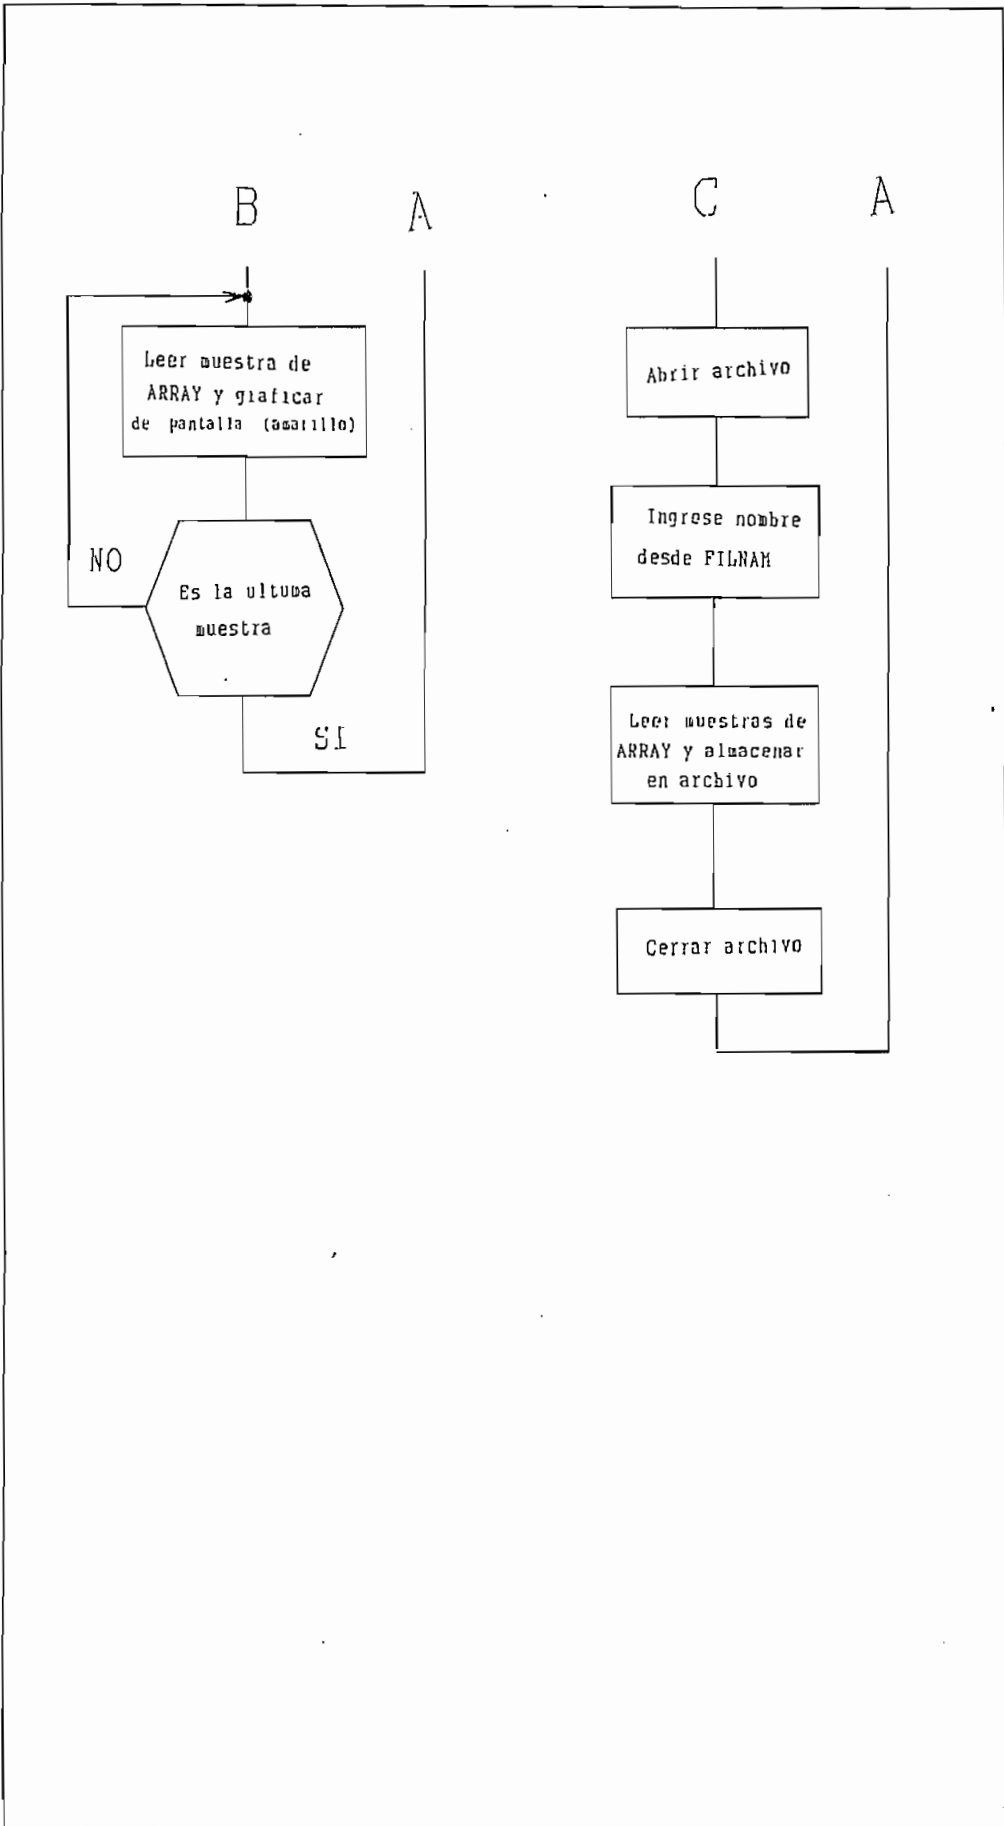 B
A
C
A
Leer muestra de
ARRAY y graficar
de pantalla (amarillo)
NO
Es la ultuma
muestra
SI
Abrir archivo
Ingrese nombre
desde FILNAM
Leer muestras de
ARRAY y almacenar
en archivo
Cerrar archivo